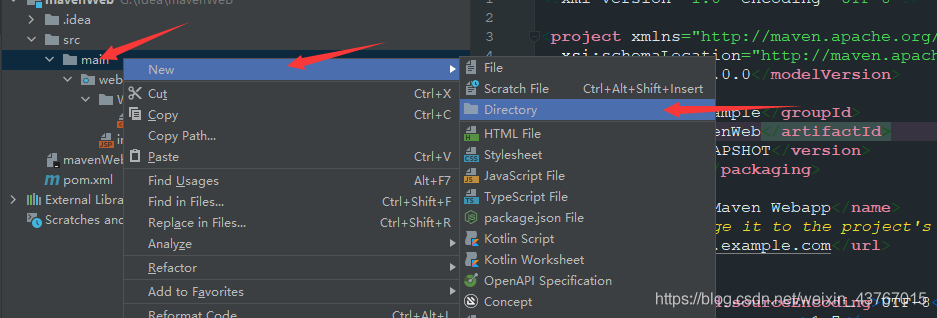 mavenWeb G:\idea\mavenWeb
.idea
src
main
web
W
JSP
in
mavenWeb
pom.xml
External Libra
Scratches and
New
Cut Ctrl+X
Copy Ctrl+C
Copy Path...
Paste Ctrl+V
Find Usages Alt+F7
Find in Files... Ctrl+Shift+F
Replace in Files... Ctrl+Shift+R
Analyze
Refactor
Add to Favorites
Reformat Code Ctrl+Alt+L
File
Scratch File Ctrl+Alt+Shift+Insert
Directory
HTML File
Stylesheet
JavaScript File
TypeScript File
package.json File
Kotlin Script
Kotlin Worksheet
OpenAPI Specification
Concept
1
2
3
4
<?xml version="1.0" encoding="UTF-8"
<project xmlns="http://maven.apache.org/
xsi:schemaLocation="http://maven.apac
.0.0</modelVersion>
ample</groupId>
enWeb</artifactId>
APSHOT</version>
packaging>
Maven Webapp</name>
ge it to the project's
.example.com</url>
.sourceEncoding>UTF-8<
https://blog.csdn.net/weixin_43767015